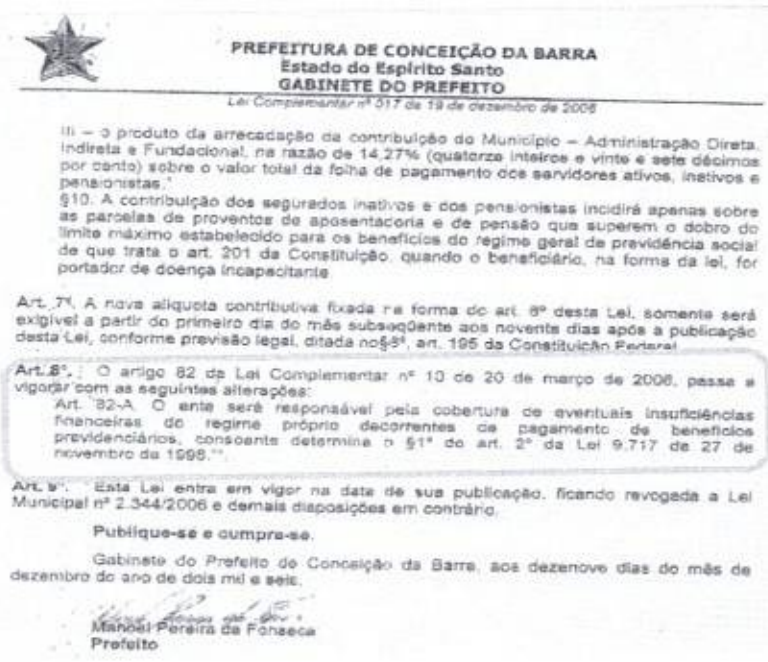 PREFEITURA DE CONCEIÇÃO DA BARRA
Estado do Espírito Santo
GABINETE DO PREFEITO
Lei Complementar nº 017 de 19 de dezembro de 2006
III – o produto da arrecadação da contribuição do Município – Administração Direta,
Indireta e Fundacional, na razão de 14,27% (quatorze inteiros e vinte e sete décimos
por cento) sobre o valor total da folha de pagamento dos servidores ativos, inativos e
pensionistas."
§10. A contribuição dos segurados inativos e dos pensionistas incidirá apenas sobre
as parcelas de proventos de aposentadoria e de pensão que superem o dobro do
limite máximo estabelecido para os benefícios do regime geral de previdência social
de que trata o art. 201 da Constituição, quando o beneficiário, na forma da lei, for
portador de doença incapacitante
Art. 7º. A nova alíquota contributiva fixada na forma do art. 6º desta Lei, somente será
exigível a partir do primeiro dia do mês subseqüente aos noventa dias após a publicação
desta Lei, conforme previsão legal, ditada no§6º, art. 195 da Constituição Federal
Art. 8º. : O artigo 82 da Lei Complementar nº 10 de 20 de março de 2006, passa a
vigorar com as seguintes alterações:
Art. "82-A. O ente será responsável pela cobertura de eventuais insuficiências
financeiras do regime próprio decorrentes de pagamento de benefícios
previdenciários, consoante determina o §1º do art. 2º da Lei 9.717 de 27 de
novembro de 1998."".
Art. 9º. Esta Lei entra em vigor na data de sua publicação, ficando revogada a Lei
Municipal nº 2.344/2006 e demais disposições em contrário.
Publique-se e cumpra-se.
Gabinete do Prefeito de Conceição da Barra, aos dezenove dias do mês de
dezembro do ano de dois mil e seis.
Manoel Pereira da Fonseca
Prefeito